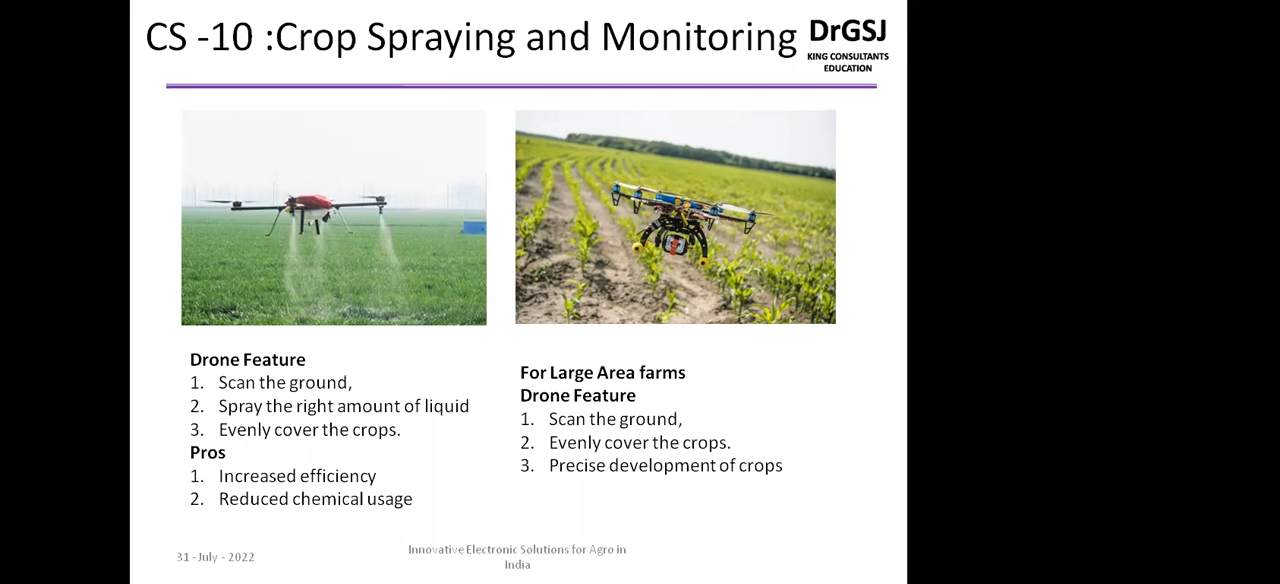 CS -10 :Crop Spraying and Monitoring
DrGSJ
KING CONSULTANTS
EDUCATION
Drone Feature
1. Scan the ground,
2. Spray the right amount of liquid
3. Evenly cover the crops.
Pros
1. Increased efficiency
2. Reduced chemical usage
For Large Area farms
Drone Feature
1. Scan the ground,
2. Evenly cover the crops.
3. Precise development of crops
31 -July - 2022
Innovative Electronic Solutions for Agro in
India